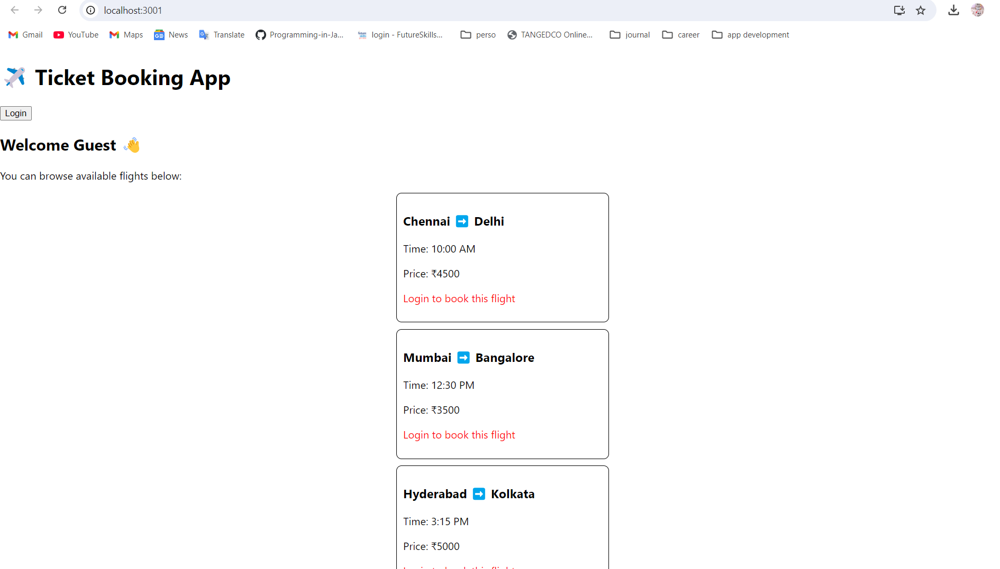 localhost:3001
Gmail YouTube Maps News Translate Programming-in-Ja... login - FutureSkills... perso TANGEDCO Online... journal career app development
✈️ Ticket Booking App
Login
Welcome Guest 👋
You can browse available flights below:
Chennai ➡️ Delhi
Time: 10:00 AM
Price: ₹4500
Login to book this flight
Mumbai ➡️ Bangalore
Time: 12:30 PM
Price: ₹3500
Login to book this flight
Hyderabad ➡️ Kolkata
Time: 3:15 PM
Price: ₹5000